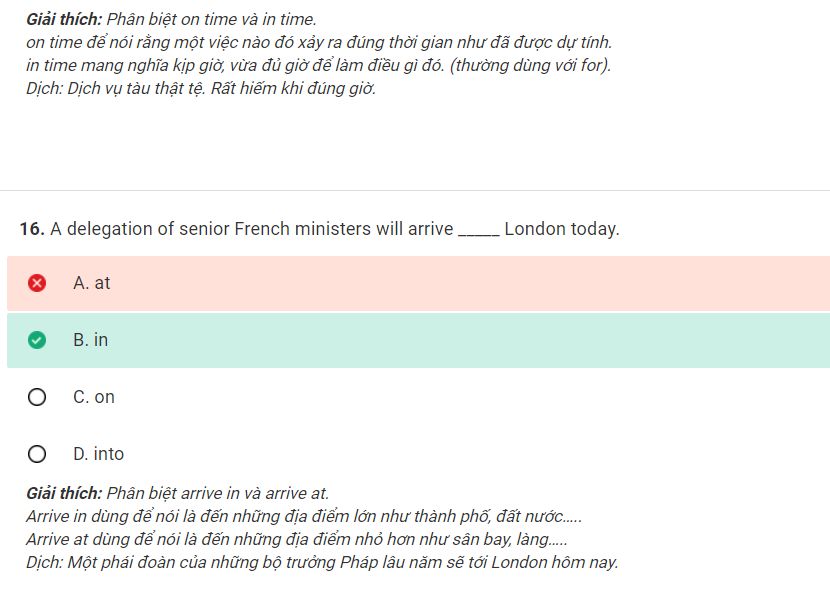 Giải thích: Phân biệt on time và in time.
on time để nói rằng một việc nào đó xảy ra đúng thời gian như đã được dự tính.
in time mang nghĩa kịp giờ, vừa đủ giờ để làm điều gì đó. (thường dùng với for).
Dịch: Dịch vụ tàu thật tệ. Rất hiếm khi đúng giờ.
16. A delegation of senior French ministers will arrive _____ London today.
A. at
B. in
C. on
D. into
Giải thích: Phân biệt arrive in và arrive at.
Arrive in dùng để nói là đến những địa điểm lớn như thành phố, đất nước.....
Arrive at dùng để nói là đến những địa điểm nhỏ hơn như sân bay, làng.....
Dịch: Một phái đoàn của những bộ trưởng Pháp lâu năm sẽ tới London hôm nay.